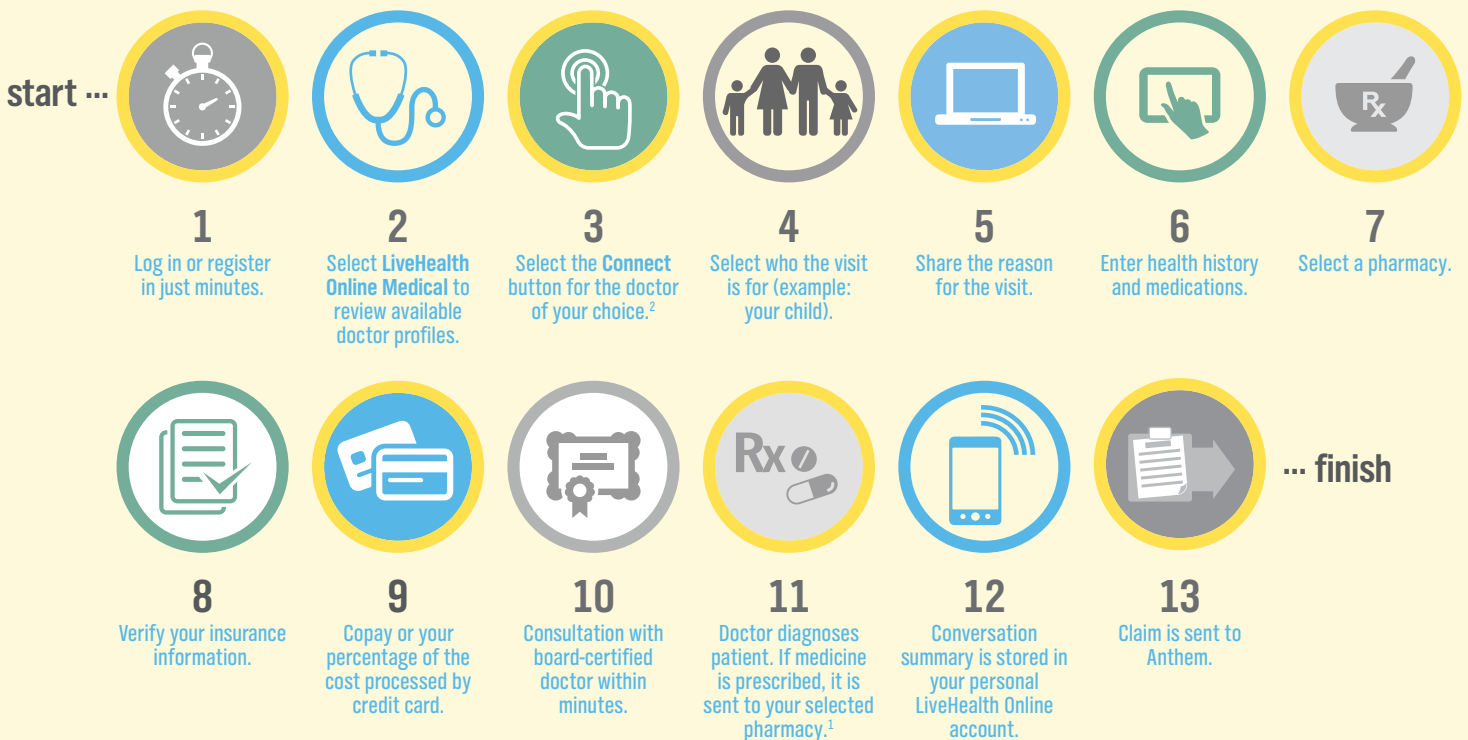 start ...
1
Log in or register
in just minutes.
2
Select LiveHealth
Online Medical to
review available
doctor profiles.
3
Select the Connect
button for the doctor
of your choice.2
4
Select who the visit
is for (example:
your child).
5
Share the reason
for the visit.
6
Enter health history
and medications.
Rx
7
Select a pharmacy.
8
Verify your insurance
information.
9
Copay or your
percentage of the
cost processed by
credit card.
10
Consultation with
board-certified
doctor within
minutes.
Rx
11
Doctor diagnoses
patient. If medicine
is prescribed, it is
sent to your selected
pharmacy.1
12
Conversation
summary is stored in
your personal
LiveHealth Online
account.
13
Claim is sent to
Anthem.
... finish